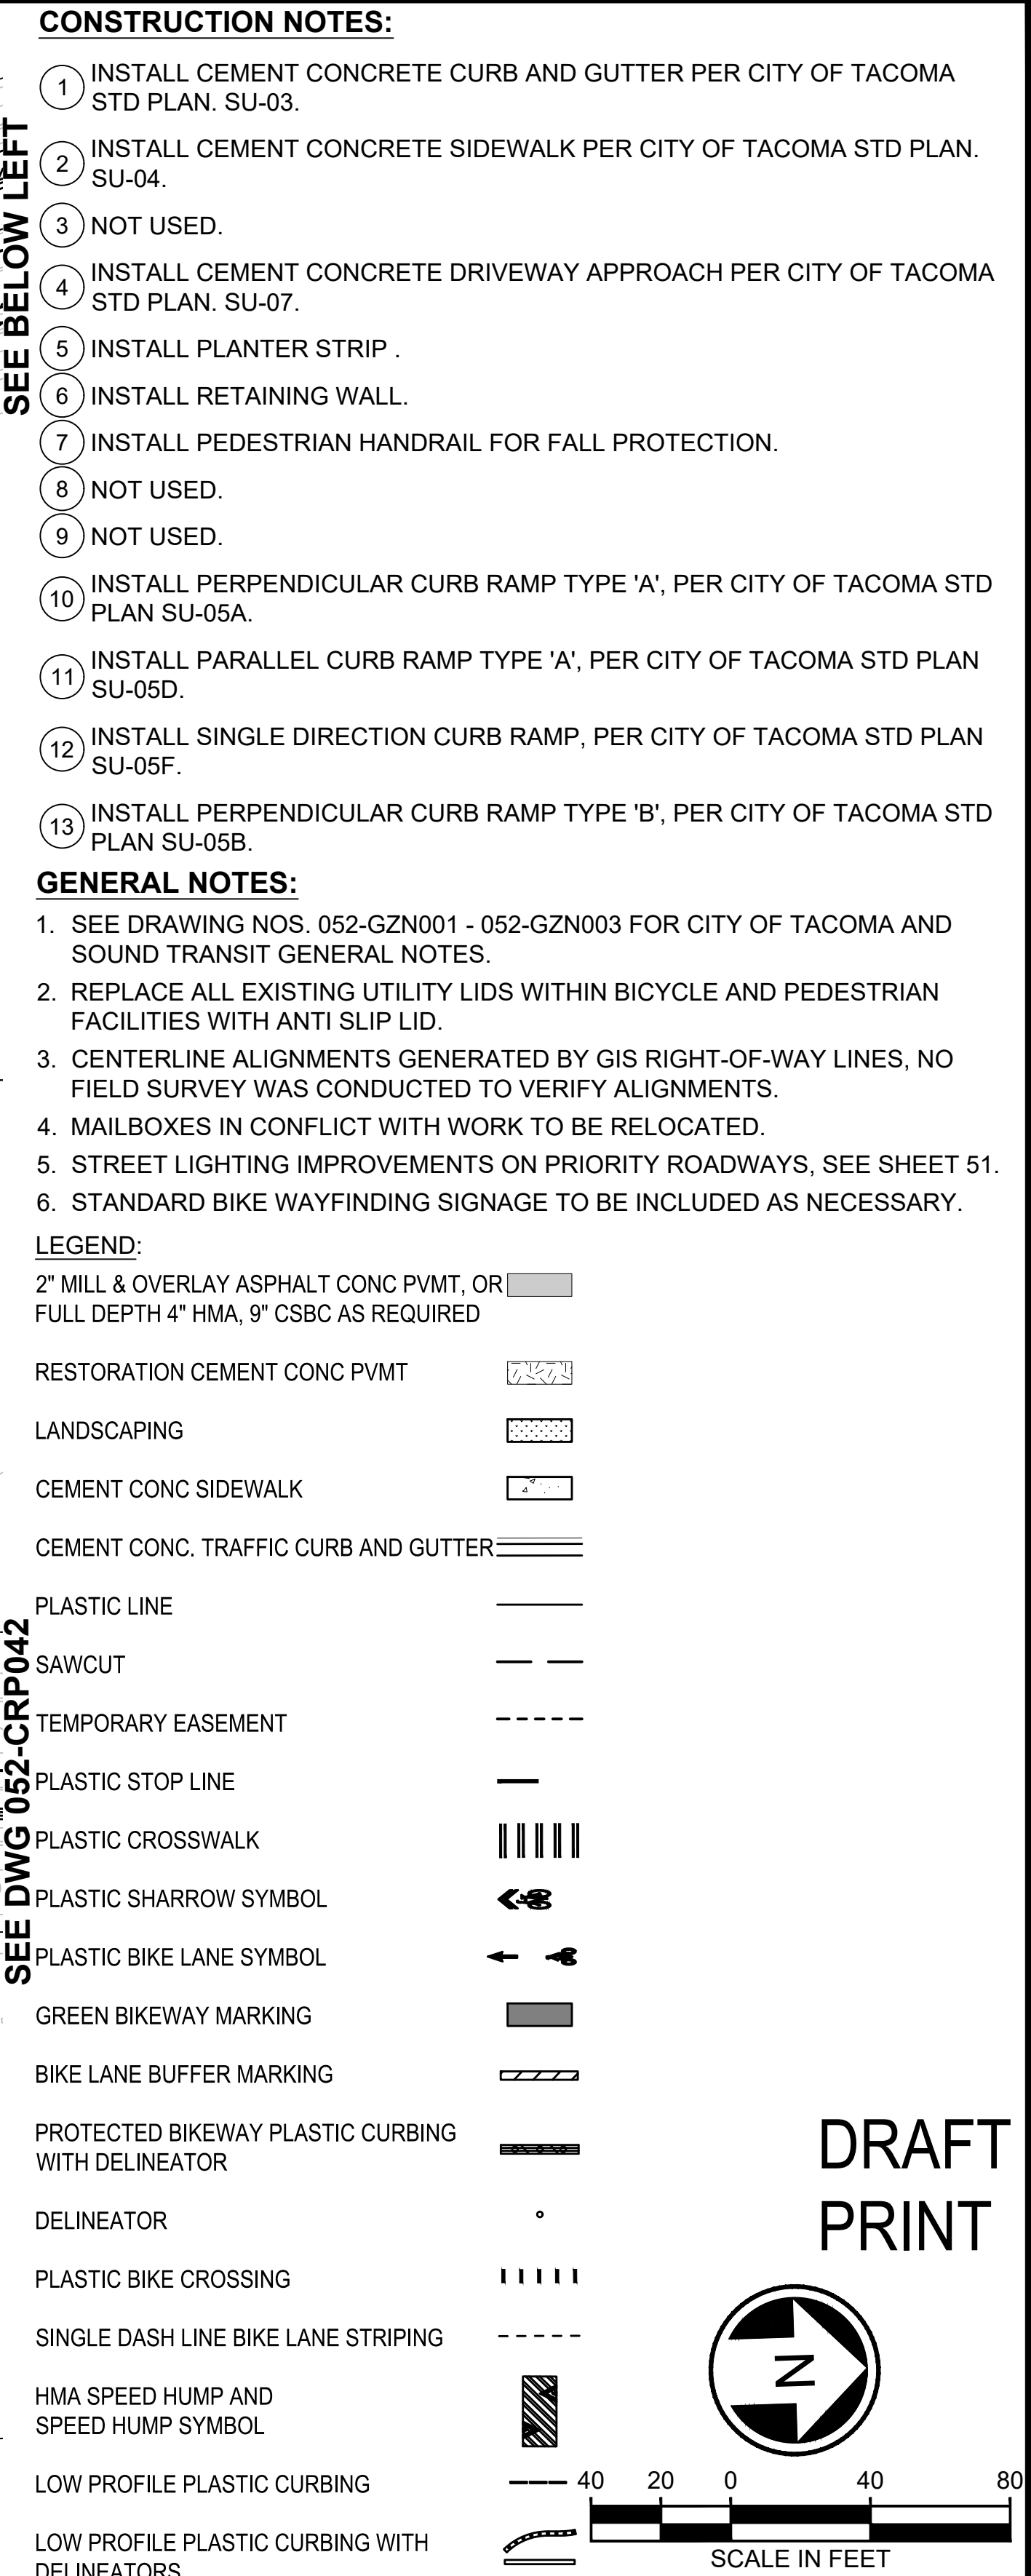 CONSTRUCTION NOTES:
1 INSTALL CEMENT CONCRETE CURB AND GUTTER PER CITY OF TACOMA
STD PLAN. SU-03.
2 INSTALL CEMENT CONCRETE SIDEWALK PER CITY OF TACOMA STD PLAN.
SU-04.
3 NOT USED.
4 INSTALL CEMENT CONCRETE DRIVEWAY APPROACH PER CITY OF TACOMA
STD PLAN. SU-07.
5 INSTALL PLANTER STRIP .
6 INSTALL RETAINING WALL.
7 INSTALL PEDESTRIAN HANDRAIL FOR FALL PROTECTION.
8 NOT USED.
9 NOT USED.
10 INSTALL PERPENDICULAR CURB RAMP TYPE 'A', PER CITY OF TACOMA STD
PLAN SU-05A.
11 INSTALL PARALLEL CURB RAMP TYPE 'A', PER CITY OF TACOMA STD PLAN
SU-05D.
12 INSTALL SINGLE DIRECTION CURB RAMP, PER CITY OF TACOMA STD PLAN
SU-05F.
13 INSTALL PERPENDICULAR CURB RAMP TYPE 'B', PER CITY OF TACOMA STD
PLAN SU-05B.
SEE BELOW LEFT
GENERAL NOTES:
1. SEE DRAWING NOS. 052-GZN001 - 052-GZN003 FOR CITY OF TACOMA AND
SOUND TRANSIT GENERAL NOTES.
2. REPLACE ALL EXISTING UTILITY LIDS WITHIN BICYCLE AND PEDESTRIAN
FACILITIES WITH ANTI SLIP LID.
3. CENTERLINE ALIGNMENTS GENERATED BY GIS RIGHT-OF-WAY LINES, NO
FIELD SURVEY WAS CONDUCTED TO VERIFY ALIGNMENTS.
4. MAILBOXES IN CONFLICT WITH WORK TO BE RELOCATED.
5. STREET LIGHTING IMPROVEMENTS ON PRIORITY ROADWAYS, SEE SHEET 51.
6. STANDARD BIKE WAYFINDING SIGNAGE TO BE INCLUDED AS NECESSARY.
LEGEND:
2" MILL & OVERLAY ASPHALT CONC PVMT, OR
FULL DEPTH 4" HMA, 9" CSBC AS REQUIRED
RESTORATION CEMENT CONC PVMT
LANDSCAPING
CEMENT CONC SIDEWALK
CEMENT CONC. TRAFFIC CURB AND GUTTER
PLASTIC LINE
SAWCUT
TEMPORARY EASEMENT
PLASTIC STOP LINE
PLASTIC CROSSWALK
PLASTIC SHARROW SYMBOL
PLASTIC BIKE LANE SYMBOL
GREEN BIKEWAY MARKING
BIKE LANE BUFFER MARKING
PROTECTED BIKEWAY PLASTIC CURBING
WITH DELINEATOR
DELINEATOR
PLASTIC BIKE CROSSING
SINGLE DASH LINE BIKE LANE STRIPING
HMA SPEED HUMP AND
SPEED HUMP SYMBOL
LOW PROFILE PLASTIC CURBING
LOW PROFILE PLASTIC CURBING WITH
DELINEATORS
SEE DWG 052-CRP042
DRAFT
PRINT
N
40 20 0 40 80
SCALE IN FEET